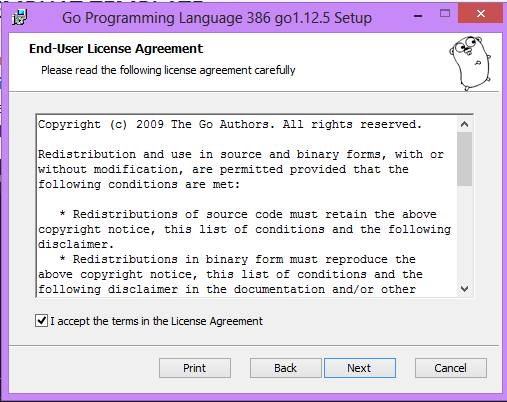 Go Programming Language 386 go1.12.5 Setup
End-User License Agreement
Please read the following license agreement carefully
Copyright (c) 2009 The Go Authors. All rights reserved.
Redistribution and use in source and binary forms, with or
without modification, are permitted provided that the
following conditions are met:
* Redistributions of source code must retain the above
copyright notice, this list of conditions and the following
disclaimer.
* Redistributions in binary form must reproduce the
above copyright notice, this list of conditions and the
following disclaimer in the documentation and/or other
I accept the terms in the License Agreement
Print
Back
Next
Cancel